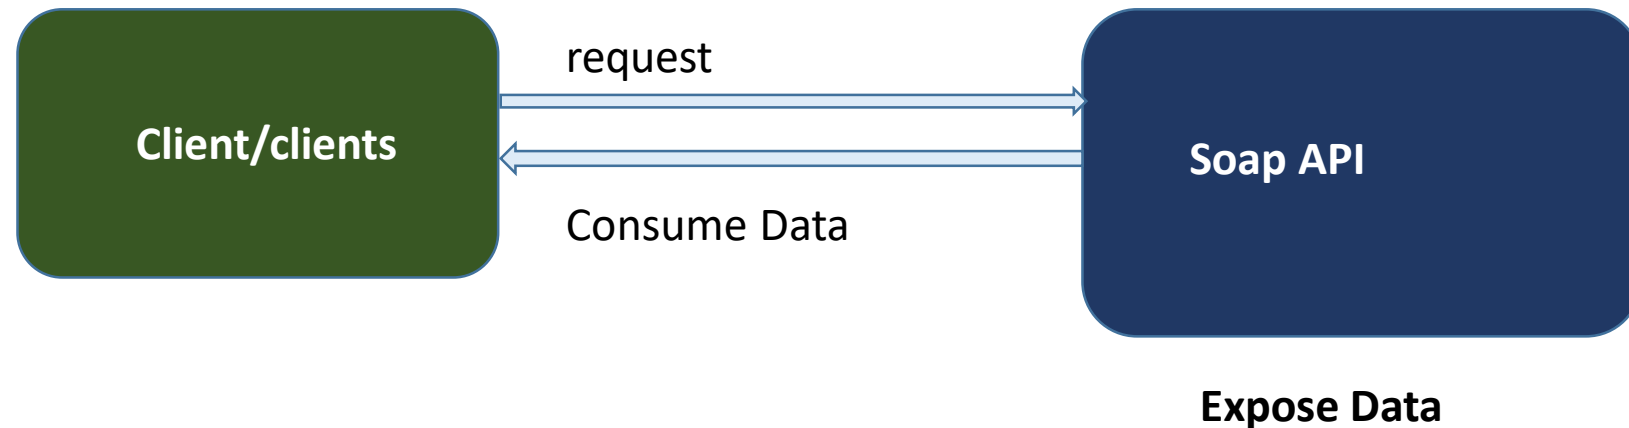 request
Client/clients
Soap API
Consume Data
Expose Data